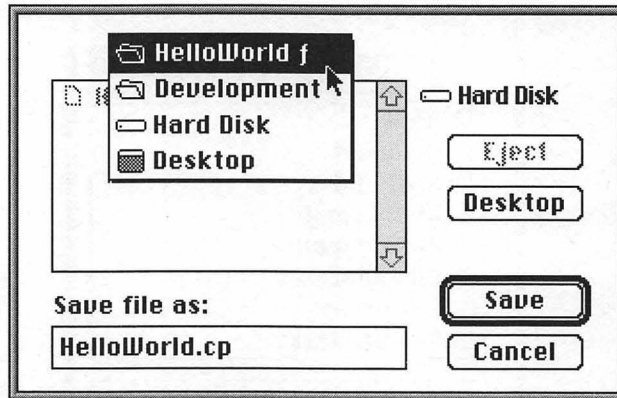 HelloWorld ƒ
Development
Hard Disk
Desktop
Hard Disk
Eject
Desktop
Save file as:
HelloWorld.cp
Save
Cancel